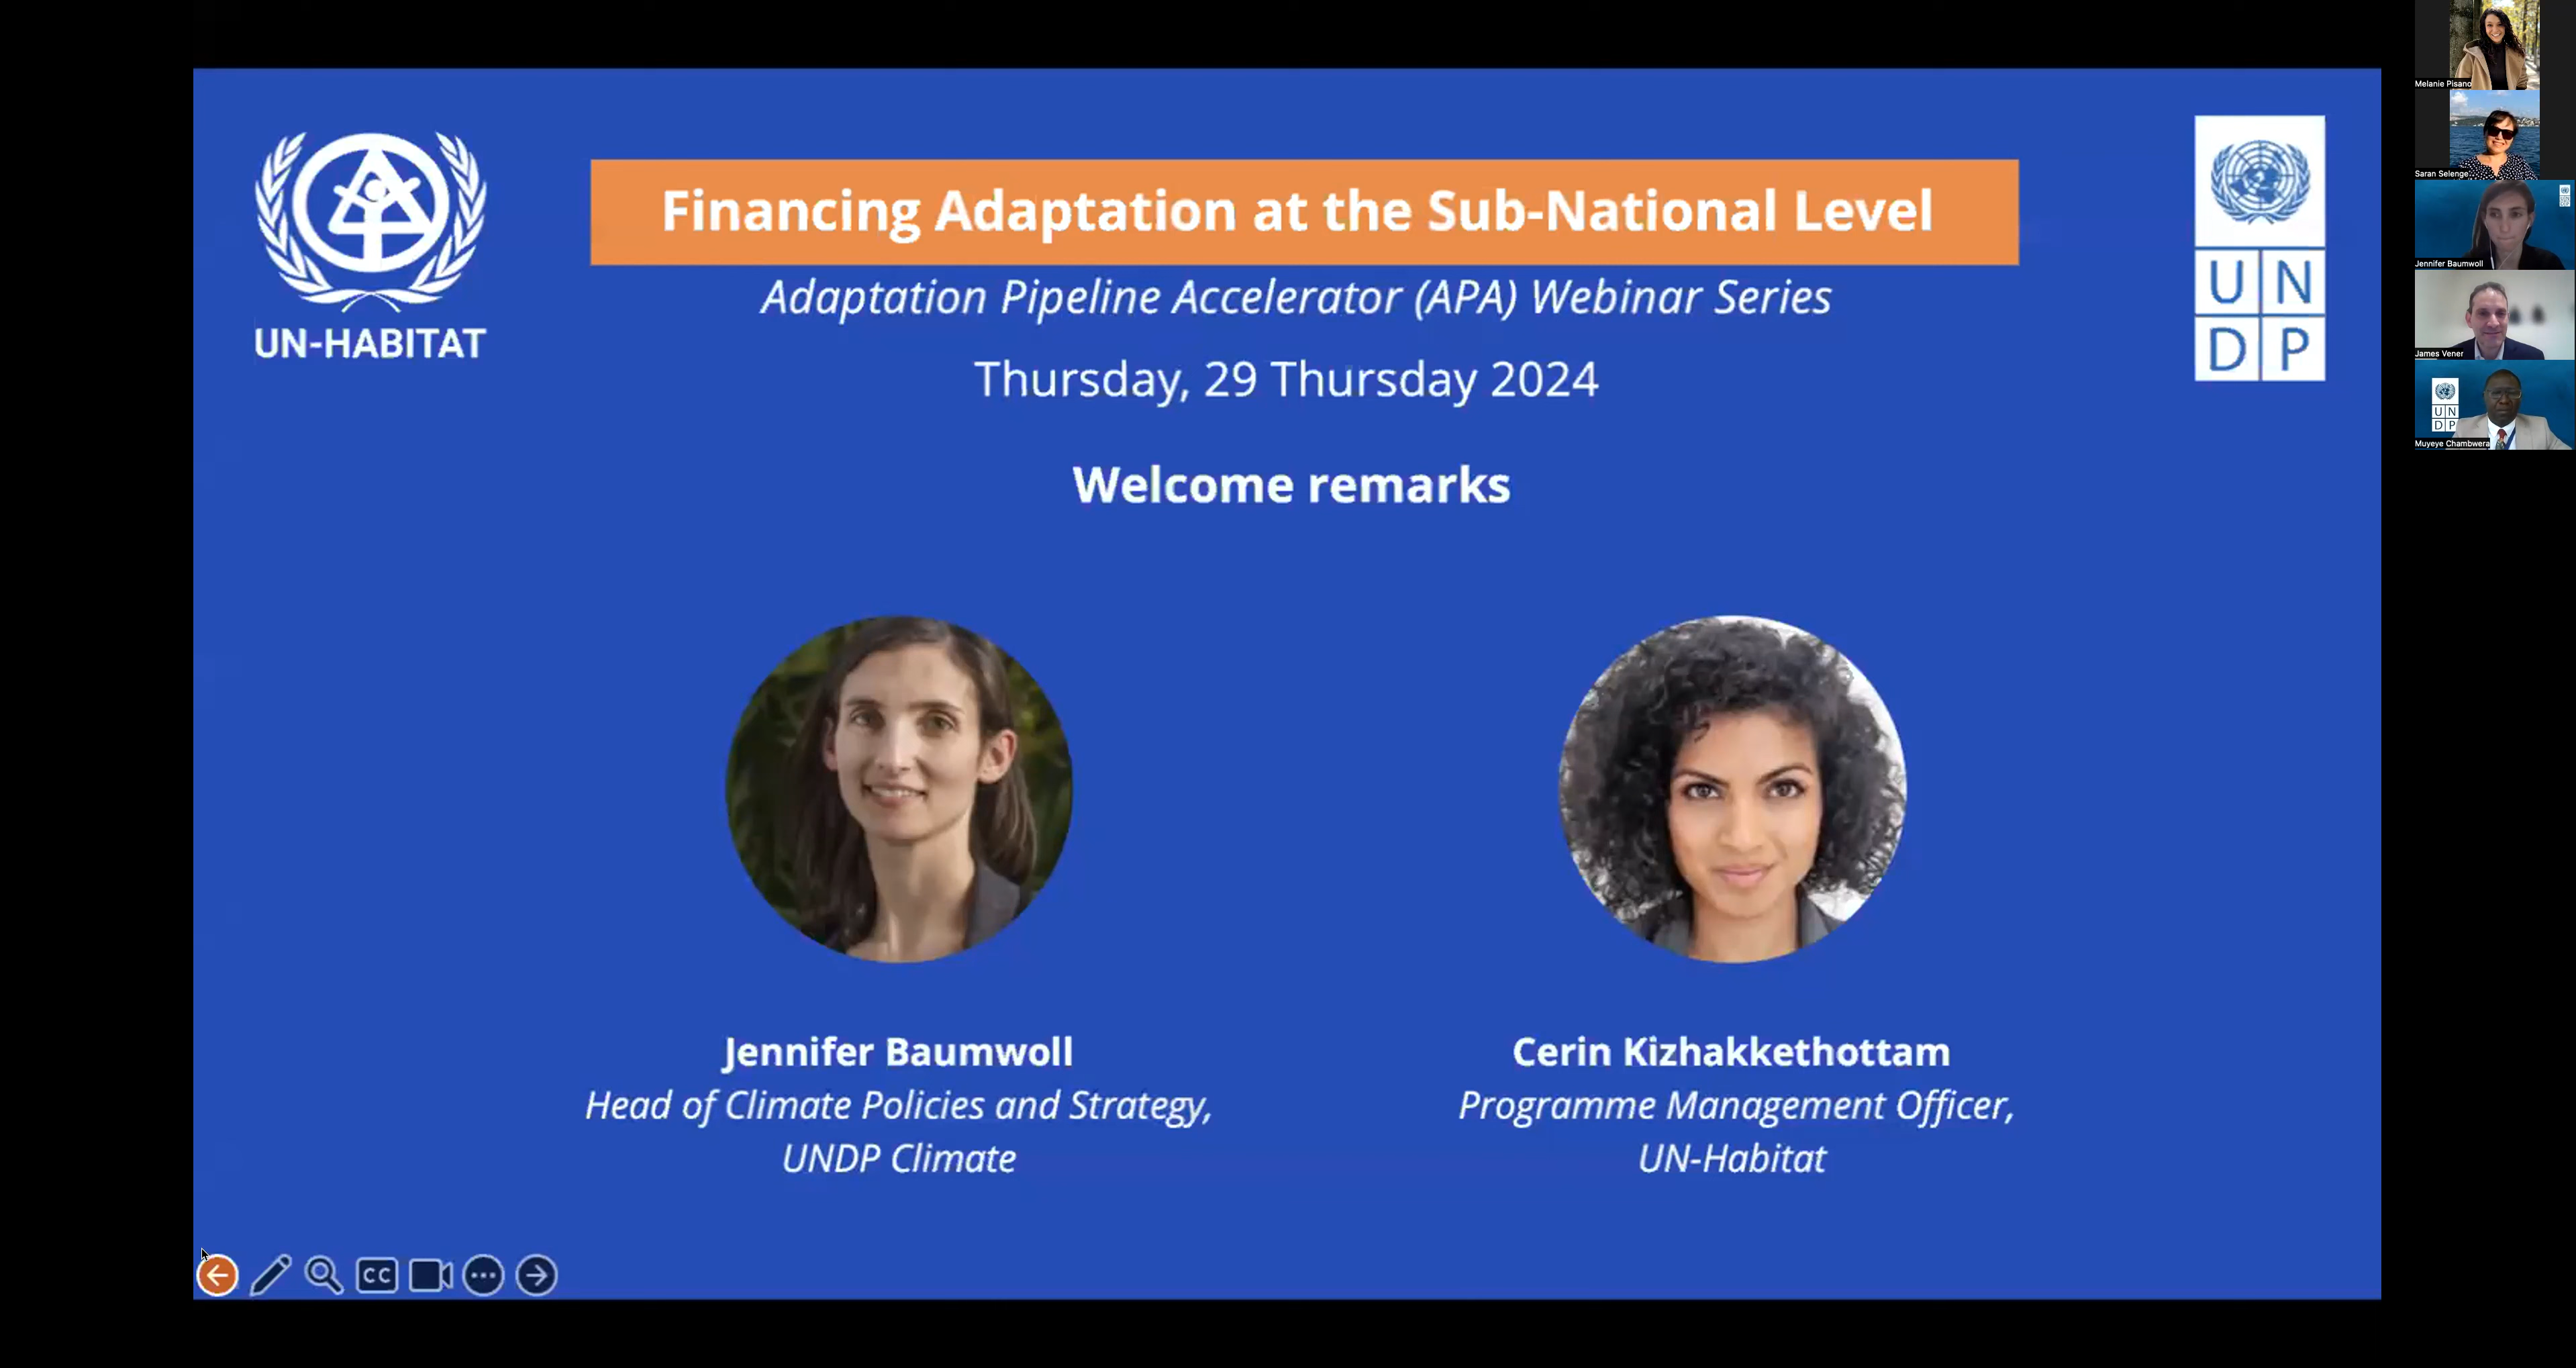 UN-HABITAT
Financing Adaptation at the Sub-National Level
Adaptation Pipeline Accelerator (APA) Webinar Series
Thursday, 29 Thursday 2024
Welcome remarks
U N
D P
Jennifer Baumwoll
Head of Climate Policies and Strategy,
UNDP Climate
Cerin Kizhakkethottam
Programme Management Officer,
UN-Habitat
CC
Melanie Pisano
Saran Selenge
Jennifer Baumwoll
James Vener
U N
D P
Muyeye Chambwera